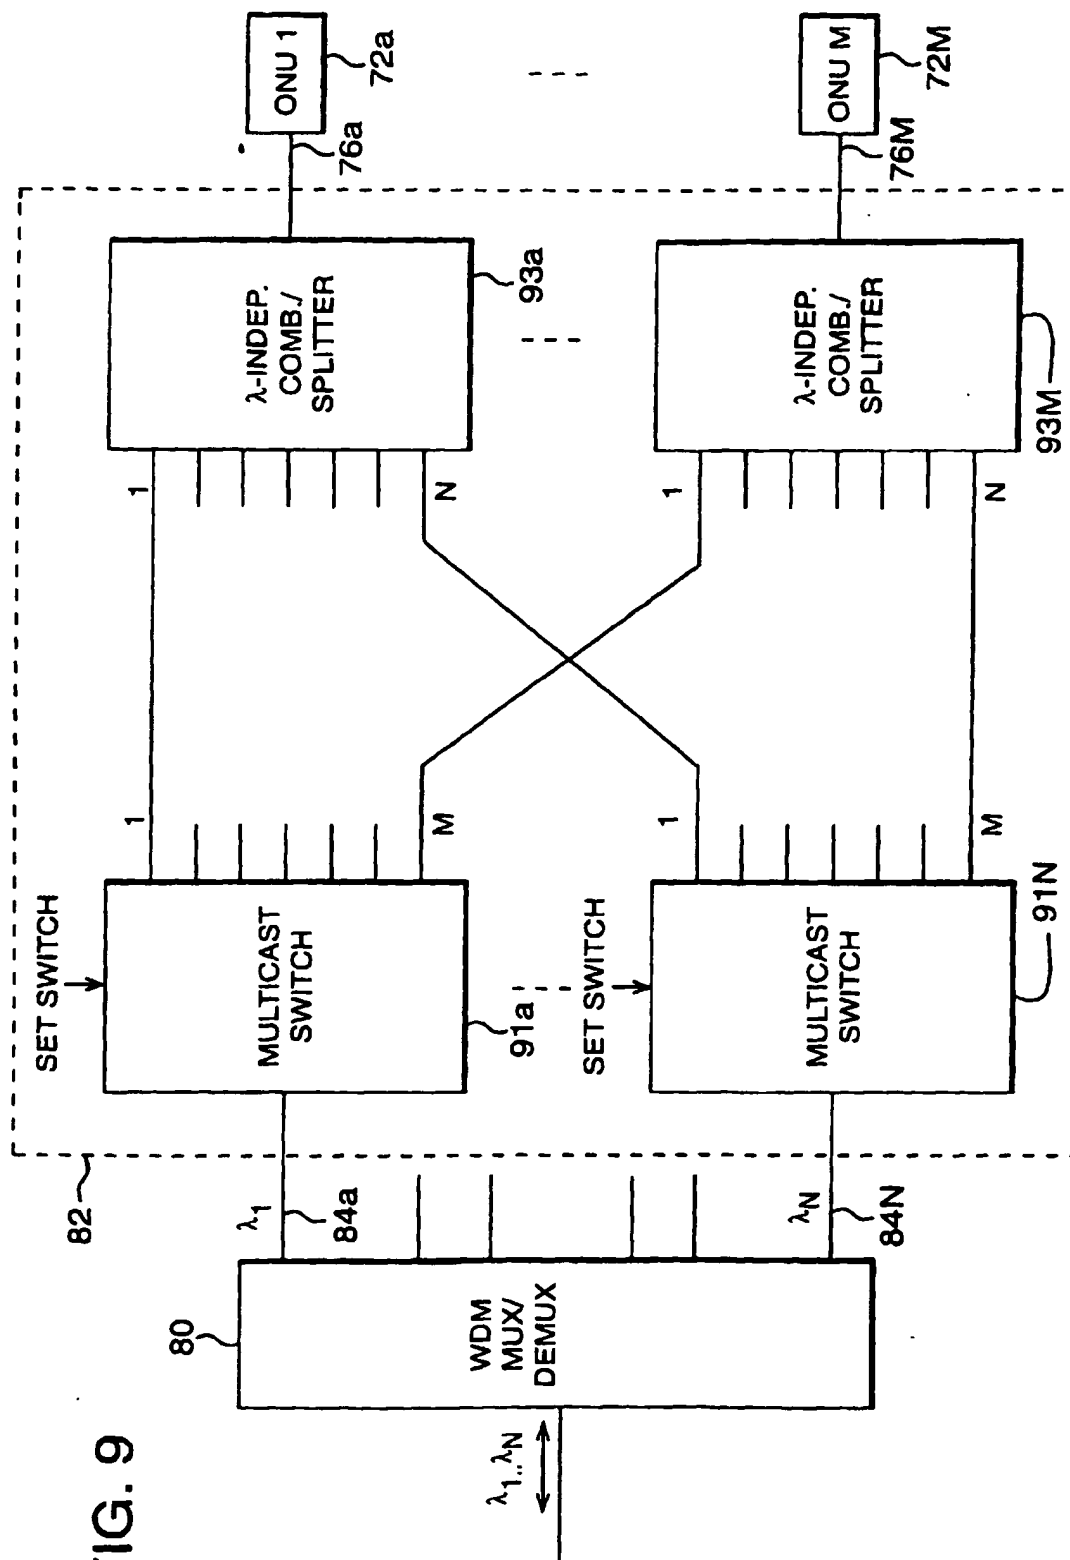 FIG. 9
λ1..λN
80
WDM
MUX/
DEMUX
λ1
84a
λN
84N
82
SET SWITCH
MULTICAST
SWITCH
91a
1
M
SET SWITCH
MULTICAST
SWITCH
91N
1
M
1
N
λ-INDEP.
COMB./
SPLITTER
93a
1
N
λ-INDEP.
COMB./
SPLITTER
93M
76a
ONU 1
72a
76M
ONU M
72M